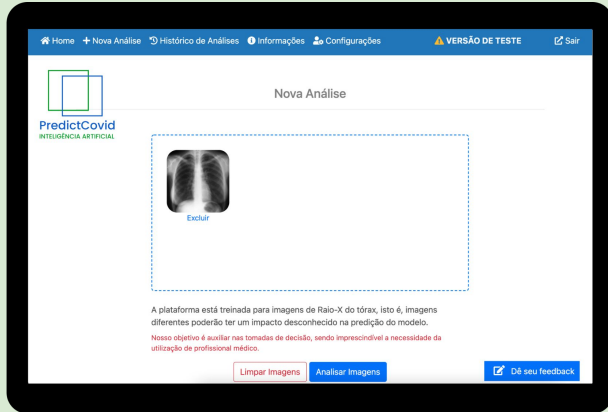 Home + Nova Análise Histórico de Análises Informações Configurações VERSÃO DE TESTE Sair
Nova Análise
PredictCovid
INTELIGÊNCIA ARTIFICIAL
Excluir
A plataforma está treinada para imagens de Raio-X do tórax, isto é, imagens
diferentes poderão ter um impacto desconhecido na predição do modelo.
Nosso objetivo é auxiliar nas tomadas de decisão, sendo imprescindível a necessidade da
utilização de profissional médico.
Limpar Imagens Analisar Imagens Dê seu feedback